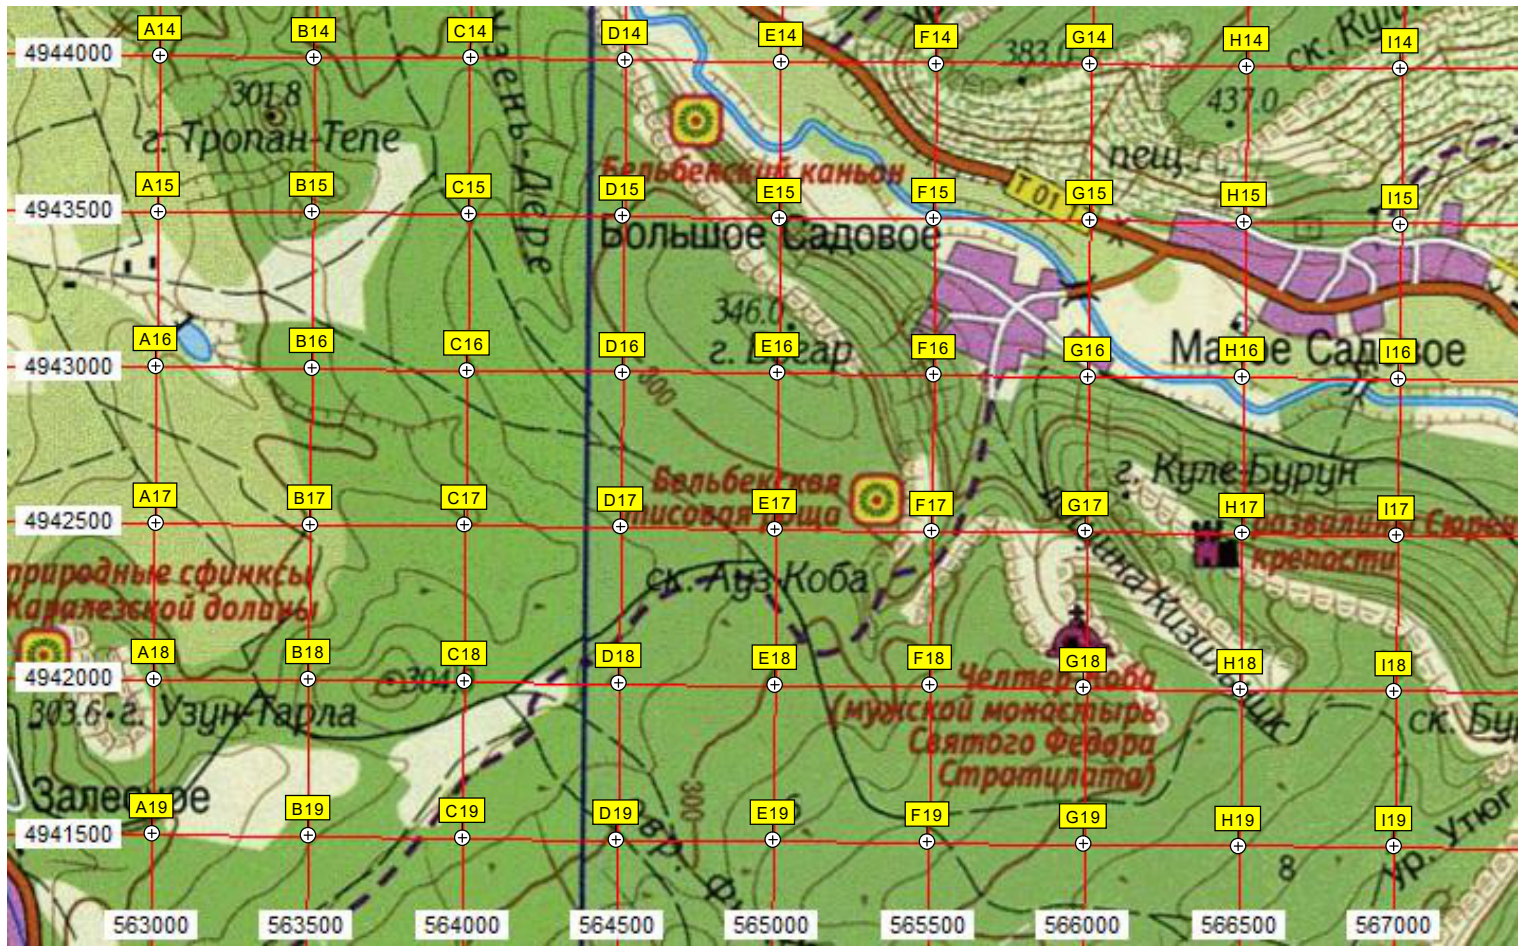 A14 B14 C14 D14 E14 F14 G14 H14 I14
4944000
383.0
301.8
437.0
г. Тропан-Тепе
пещ.
Бельбекский каньон
A15 B15 C15 D15 E15 F15 G15 H15 I15
Т 01
4943500
Большое Садовое
346.0
A16 B16 C16 D16 E16 F16 G16 H16 I16
Малое Садовое
4943000
300
г. Куле-Бурун
Бельбекская
A17 B17 C17 D17 E17 F17 G17 H17 I17
4942500
крепости
природные сфинксы
ск. Ауз-Коба
Каралезской долины
A18 B18 C18 D18 E18 F18 G18 H18 I18
4942000
Челтер-Коба
303.6 г. Узун-Тарла
(мужской монастырь
Святого Федора
Стратилата)
Залесное
300
A19 B19 C19 D19 E19 F19 G19 H19 I19
4941500
8
563000 563500 564000 564500 565000 565500 566000 566500 567000